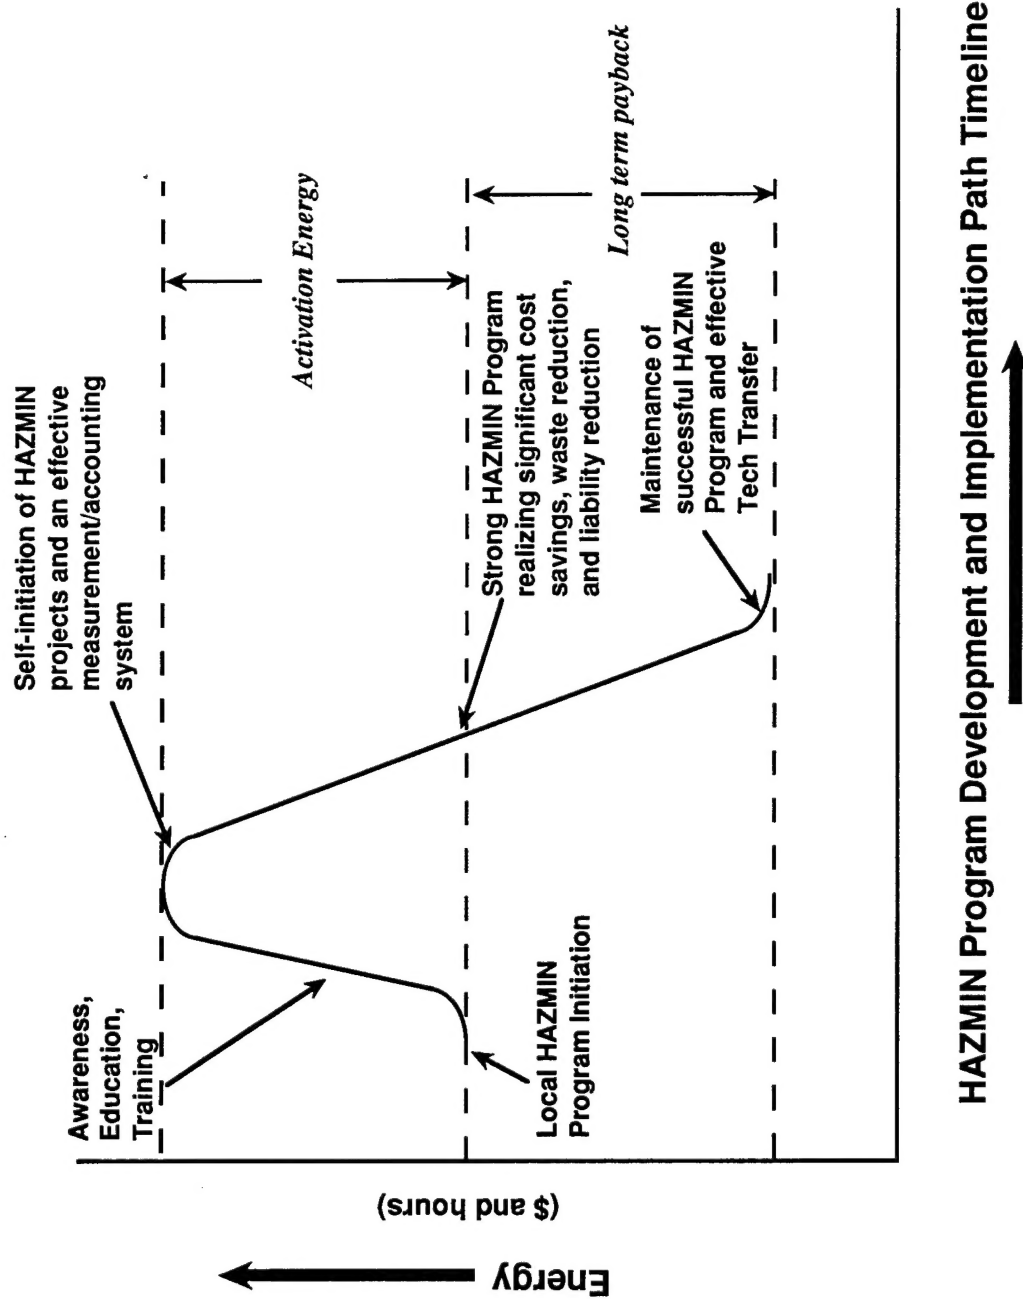 Self-initiation of HAZMIN
projects and an effective
measurement/accounting
system
Awareness,
Education,
Training
Activation Energy
Strong HAZMIN Program
realizing significant cost
savings, waste reduction,
and liability reduction
Local HAZMIN
Program Initiation
Long term payback
Maintenance of
successful HAZMIN
Program and effective
Tech Transfer
Energy
($ and hours)
HAZMIN Program Development and Implementation Path Timeline